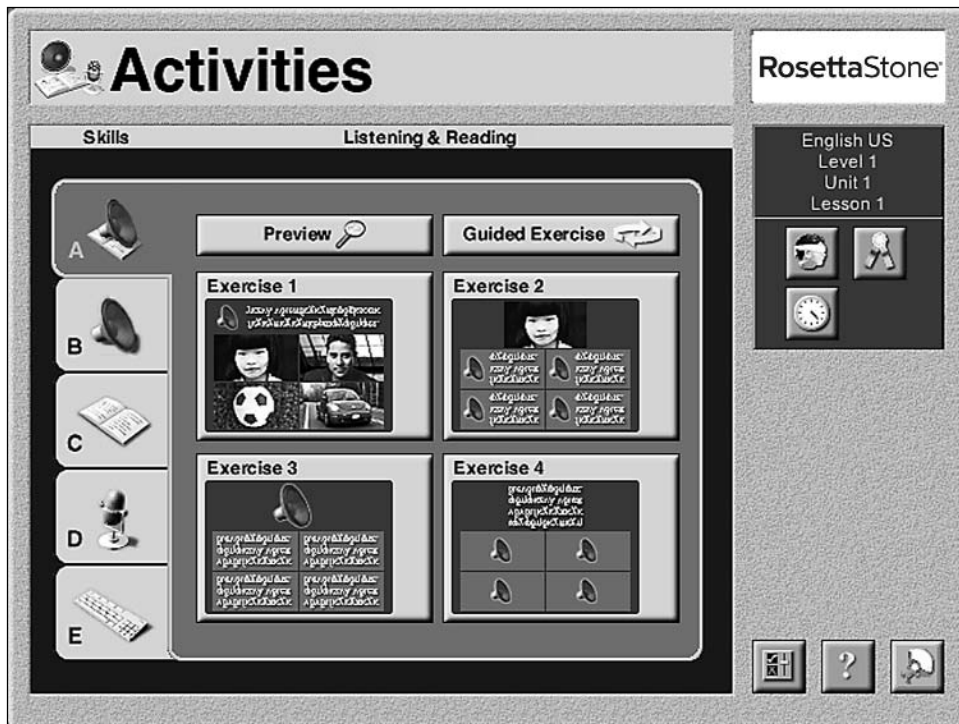 Activities
RosettaStone
Skills
Listening & Reading
English US
Level 1
Unit 1
Lesson 1
A
Preview
Guided Exercise
Exercise 1
Exercise 2
B
C
Exercise 3
Exercise 4
D
E
?